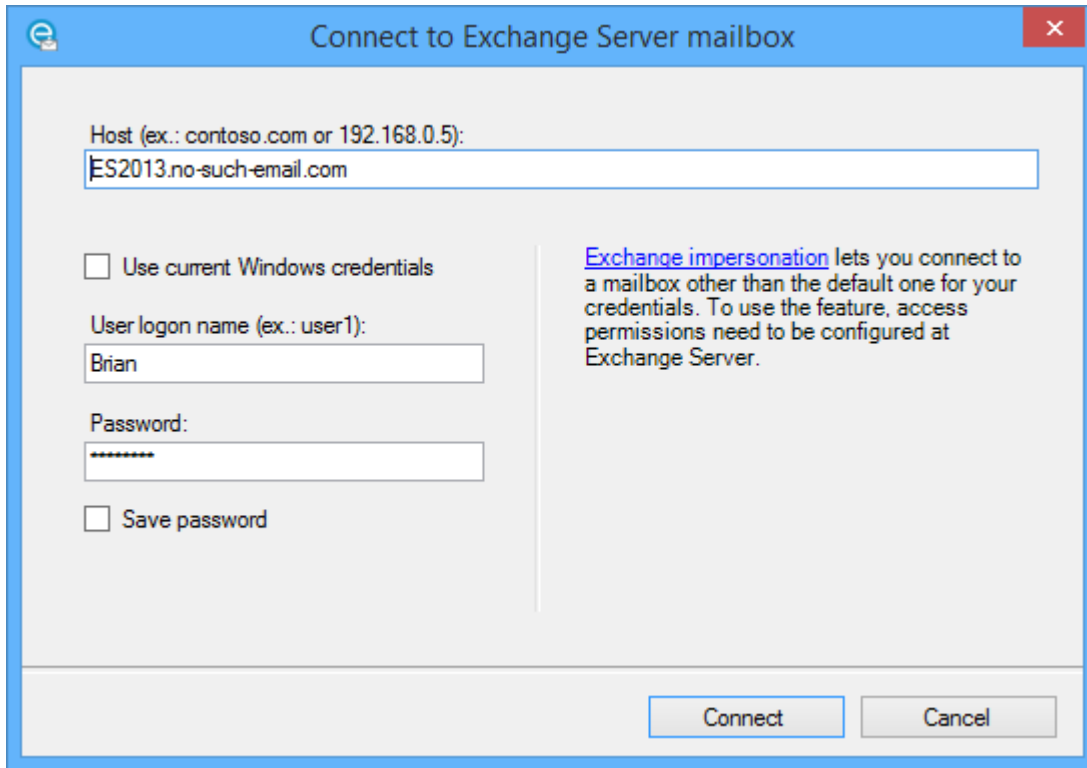 Connect to Exchange Server mailbox
Host (ex.: contoso.com or 192.168.0.5):
ES2013.no-such-email.com
Use current Windows credentials
User logon name (ex.: user1):
Brian
Password:
********
Save password
Exchange impersonation lets you connect to
a mailbox other than the default one for your
credentials. To use the feature, access
permissions need to be configured at
Exchange Server.
Connect
Cancel